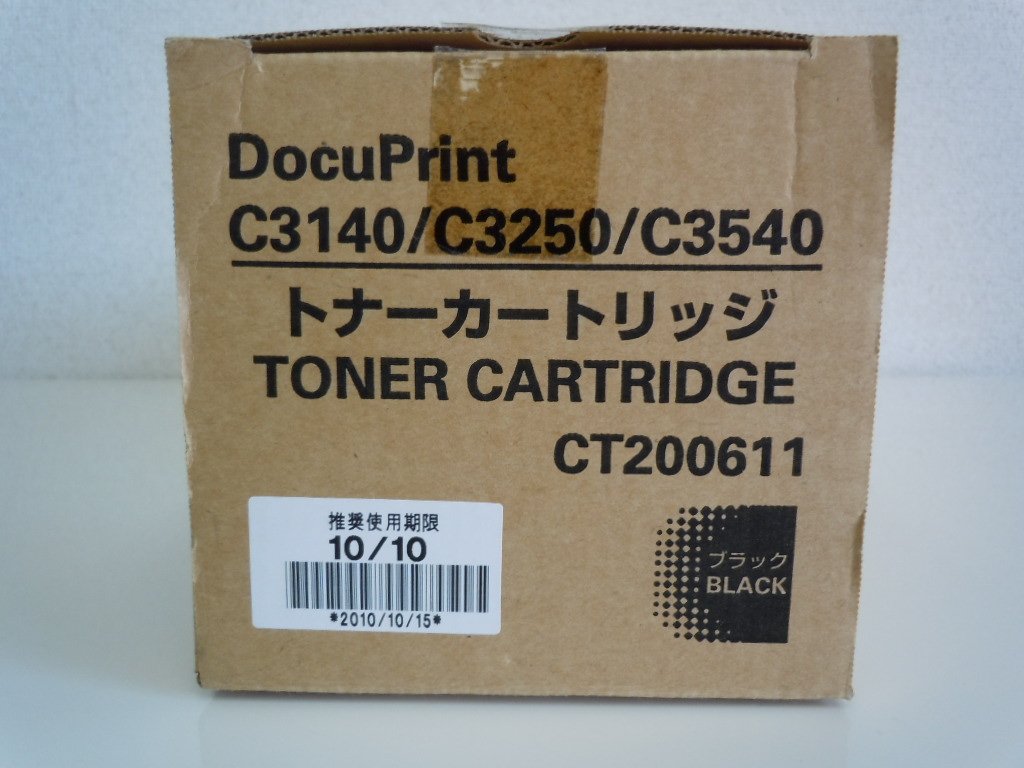 DocuPrint
C3140/C3250/C3540
トナーカートリッジ
TONER CARTRIDGE
CT200611
推奨使用期限
10/10
*2010/10/15*
ブラック
BLACK